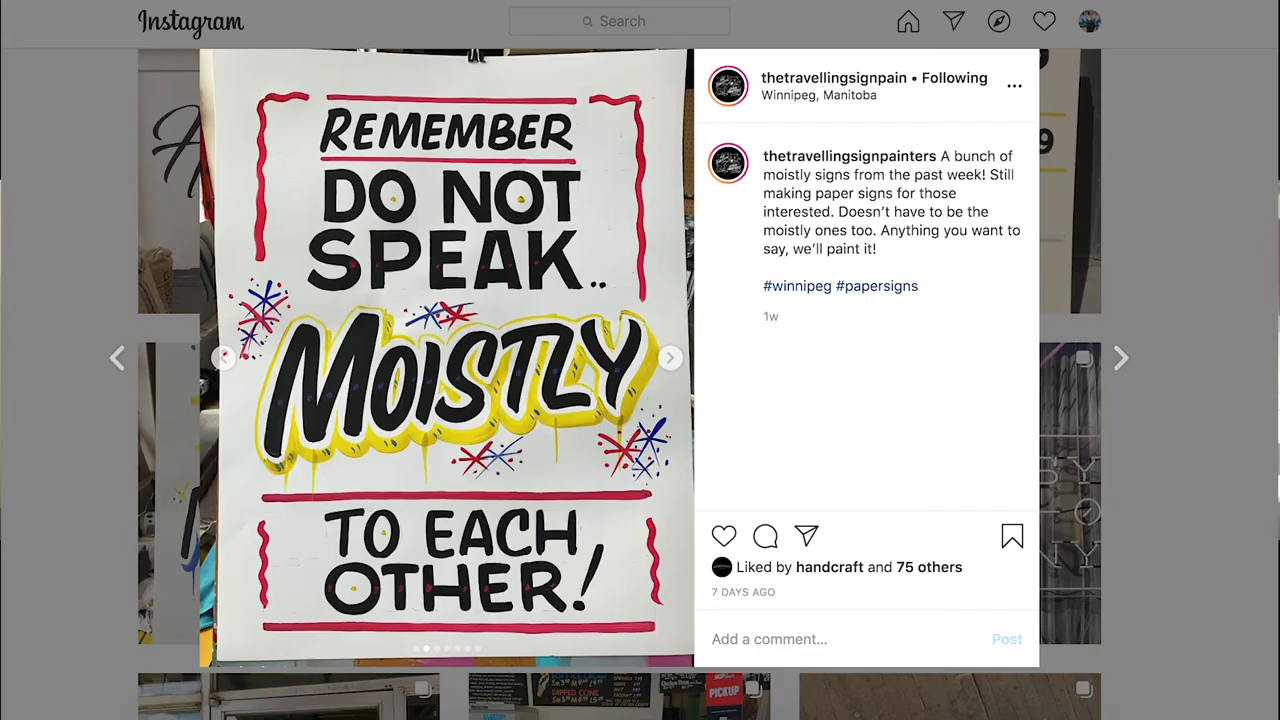 Instagram
Search
REMEMBER
DO NOT
SPEAK..
MOISTLY
TO EACH
OTHER!
thetravellingsignpain • Following
Winnipeg, Manitoba
thetravellingsignpainters A bunch of
moistly signs from the past week! Still
making paper signs for those
interested. Doesn't have to be the
moistly ones too. Anything you want to
say, we'll paint it!
#winnipeg #papersigns
1w
Liked by handcraft and 75 others
7 DAYS AGO
Add a comment... Post
DIPPED CONE
PICKUP